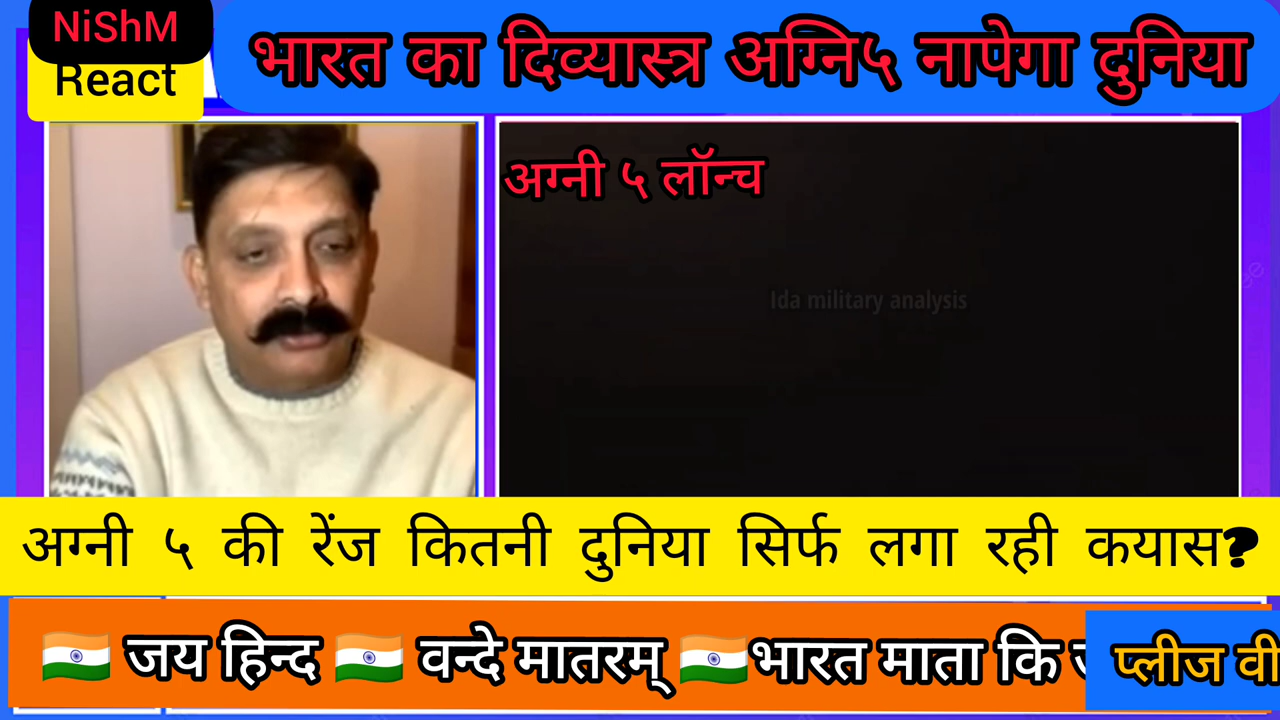 NiShM
React
भारत का दिव्यास्त्र अग्नि५ नापेगा दुनिया
अग्नी ५ लॉन्च
Ida military analysis
अग्नी ५ की रेंज कितनी दुनिया सिर्फ लगा रही कयास?
🇮🇳 जय हिन्द 🇮🇳 वन्दे मातरम् 🇮🇳भारत माता कि
प्लीज वी